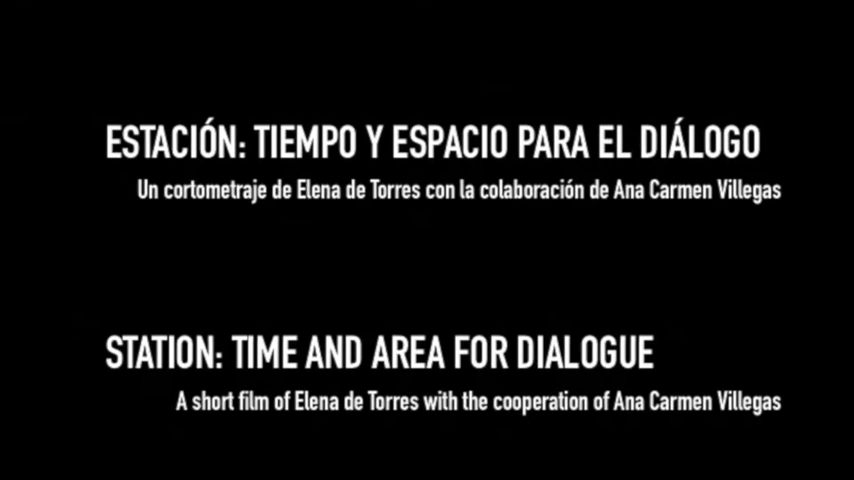 ESTACIÓN: TIEMPO Y ESPACIO PARA EL DIÁLOGO
Un cortometraje de Elena de Torres con la colaboración de Ana Carmen Villegas
STATION: TIME AND AREA FOR DIALOGUE
A short film of Elena de Torres with the cooperation of Ana Carmen Villegas